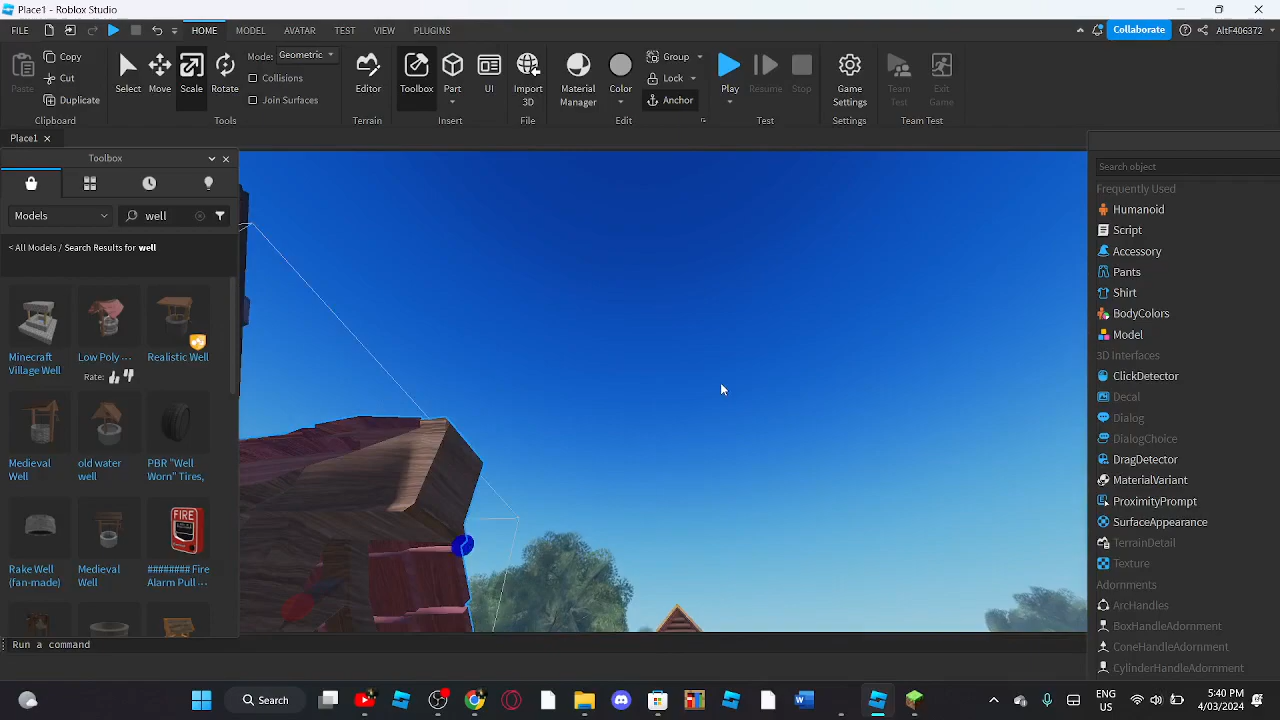 Place1 - Roblox Studio
FILE HOME MODEL AVATAR TEST VIEW PLUGINS Collaborate AbF406372
Paste Copy Cut Duplicate
Clipboard
Select Move Scale Rotate
Mode: Geometric
Collisions
Join Surfaces
Tools
Editor
Terrain
Toolbox Part UI
Insert
Import 3D
File
Material Manager Color
Group
Lock
Anchor
Edit
Play Resume Stop
Test
Game Settings
Settings
Team Test Exit Game
Team Test
Place1
Toolbox
Models well
< All Models / Search Results for well
Minecraft Village Well
Low Poly ...
Rate:
Realistic Well
Medieval Well
old water well
PBR "Well Worn" Tires,
Rake Well (fan-made)
Medieval Well
FIRE
######## Fire Alarm Pull ...
Run a command
Search object
Frequently Used
Humanoid
Script
Accessory
Pants
Shirt
BodyColors
Model
3D Interfaces
ClickDetector
Decal
Dialog
DialogChoice
DragDetector
MaterialVariant
ProximityPrompt
SurfaceAppearance
TerrainDetail
Texture
Adornments
ArcHandles
BoxHandleAdornment
ConeHandleAdornment
CylinderHandleAdornment
Search
ENG
US
5:40 PM
4/03/2024